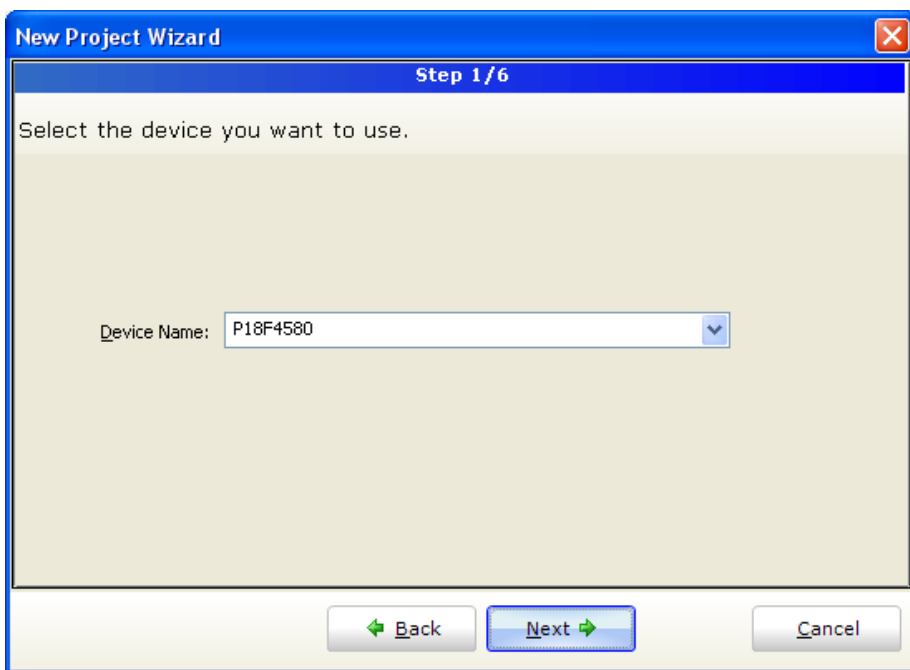 New Project Wizard
Step 1/6
Select the device you want to use.
Device Name: P18F4580
Back Next Cancel